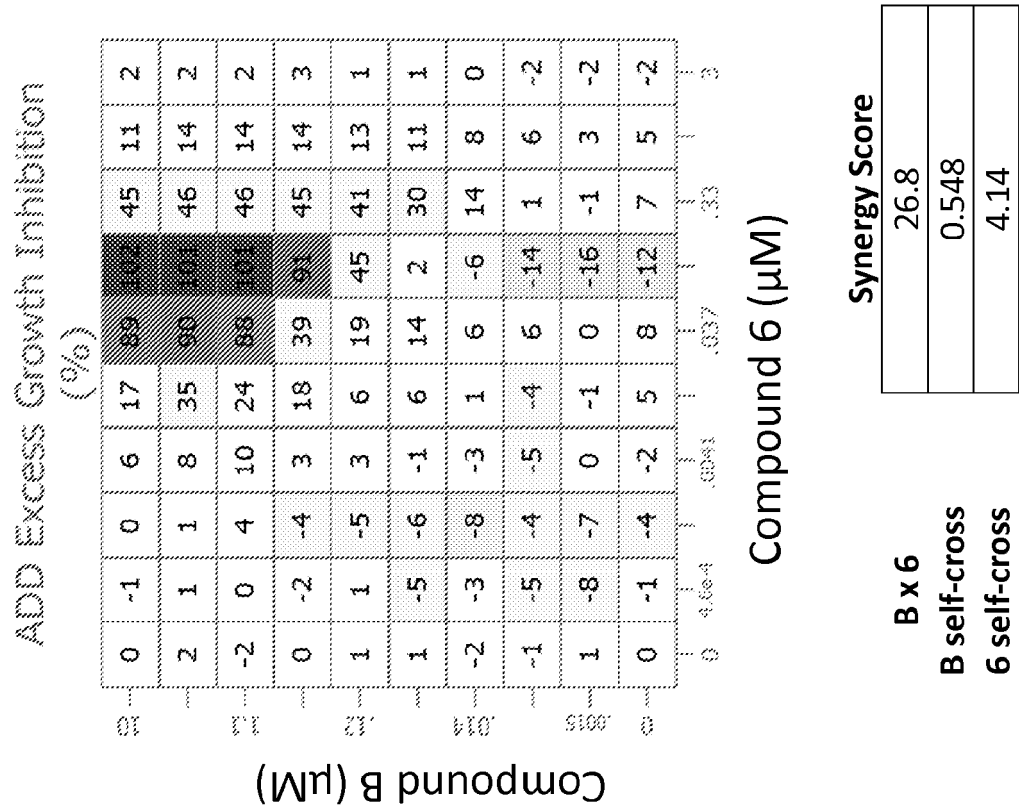 ADD Excess Growth Inhibition
(%)
Compound B (µM)
10 0 -1 0 6 17 89 102 45 11 2
2 1 1 8 35 90 101 46 14 2
1.1 -2 0 4 10 24 88 101 46 14 2
0 -2 -4 3 18 39 91 45 14 3
.12 1 1 -5 3 6 19 45 41 13 1
1 -5 -6 -1 6 14 2 30 11 1
.014 -2 -3 -8 -3 1 6 -6 14 8 0
-1 -5 -4 -5 -4 6 -14 1 6 -2
.0015 1 -8 -7 0 -1 0 -16 -1 3 -2
0 0 -1 -4 -2 5 8 -12 7 5 -2
0 4.6e-4 .0041 .037 .33 3
Compound 6 (µM)
Synergy Score
B x 6 26.8
B self-cross 0.548
6 self-cross 4.14